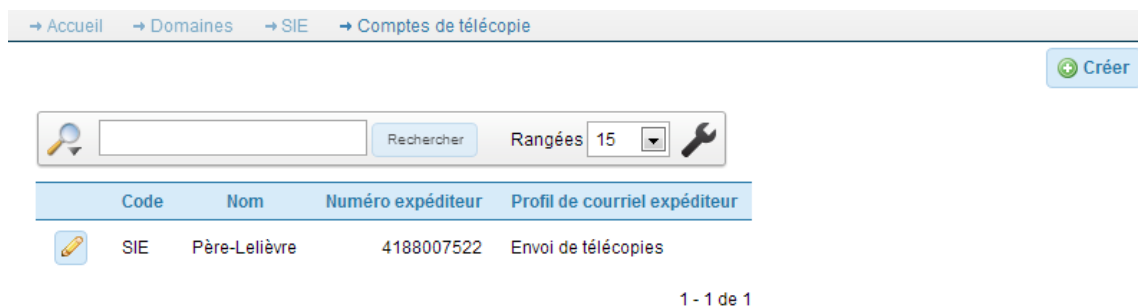 → Accueil → Domaines → SIE → Comptes de télécopie
Créer
Rechercher Rangées 15
Code Nom Numéro expéditeur Profil de courriel expéditeur
SIE Père-Lelièvre 4188007522 Envoi de télécopies
1 - 1 de 1